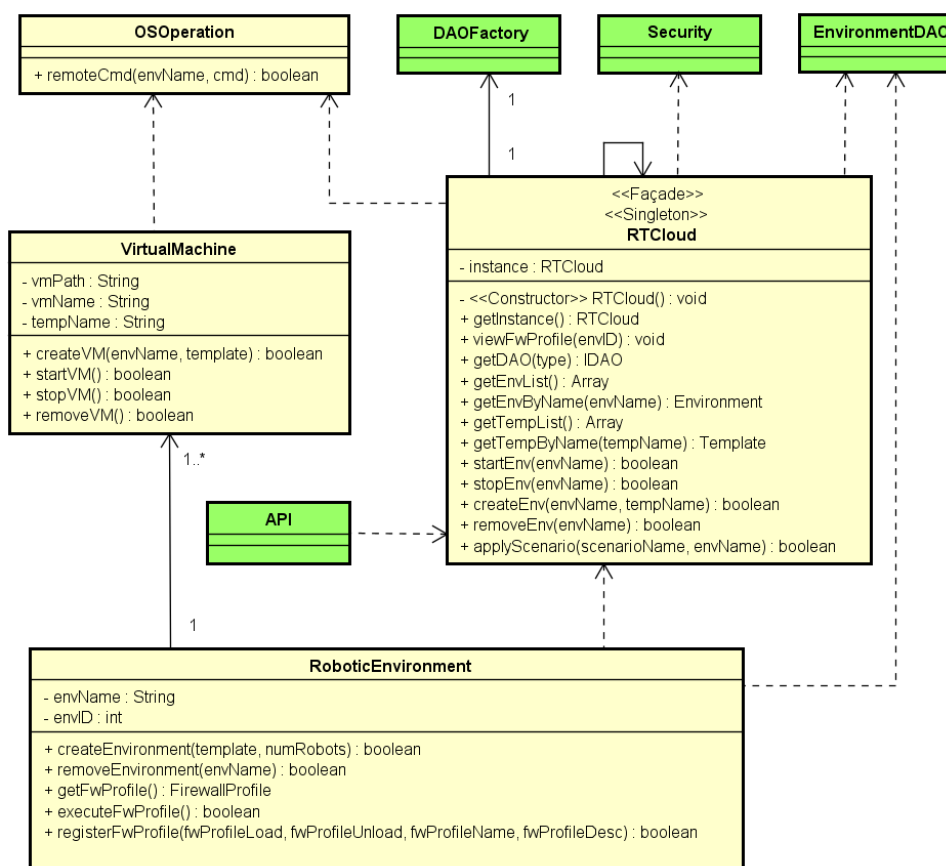 OSOperation
+ remoteCmd(envName, cmd) : boolean
DAOFactory
Security
EnvironmentDAO
1
1
<<Façade>>
<<Singleton>>
RTCloud
- instance : RTCloud
- <<Constructor>> RTCloud() : void
+ getInstance() : RTCloud
+ viewFwProfile(envID) : void
+ getDAO(type) : IDAO
+ getEnvList() : Array
+ getEnvByName(envName) : Environment
+ getTempList() : Array
+ getTempByName(tempName) : Template
+ startEnv(envName) : boolean
+ stopEnv(envName) : boolean
+ createEnv(envName, tempName) : boolean
+ removeEnv(envName) : boolean
+ applyScenario(scenarioName, envName) : boolean
VirtualMachine
- vmPath : String
- vmName : String
- tempName : String
+ createVM(envName, template) : boolean
+ startVM() : boolean
+ stopVM() : boolean
+ removeVM() : boolean
1..*
API
1
RoboticEnvironment
- envName : String
- envID : int
+ createEnvironment(template, numRobots) : boolean
+ removeEnvironment(envName) : boolean
+ getFwProfile() : FirewallProfile
+ executeFwProfile() : boolean
+ registerFwProfile(fwProfileLoad, fwProfileUnload, fwProfileName, fwProfileDesc) : boolean